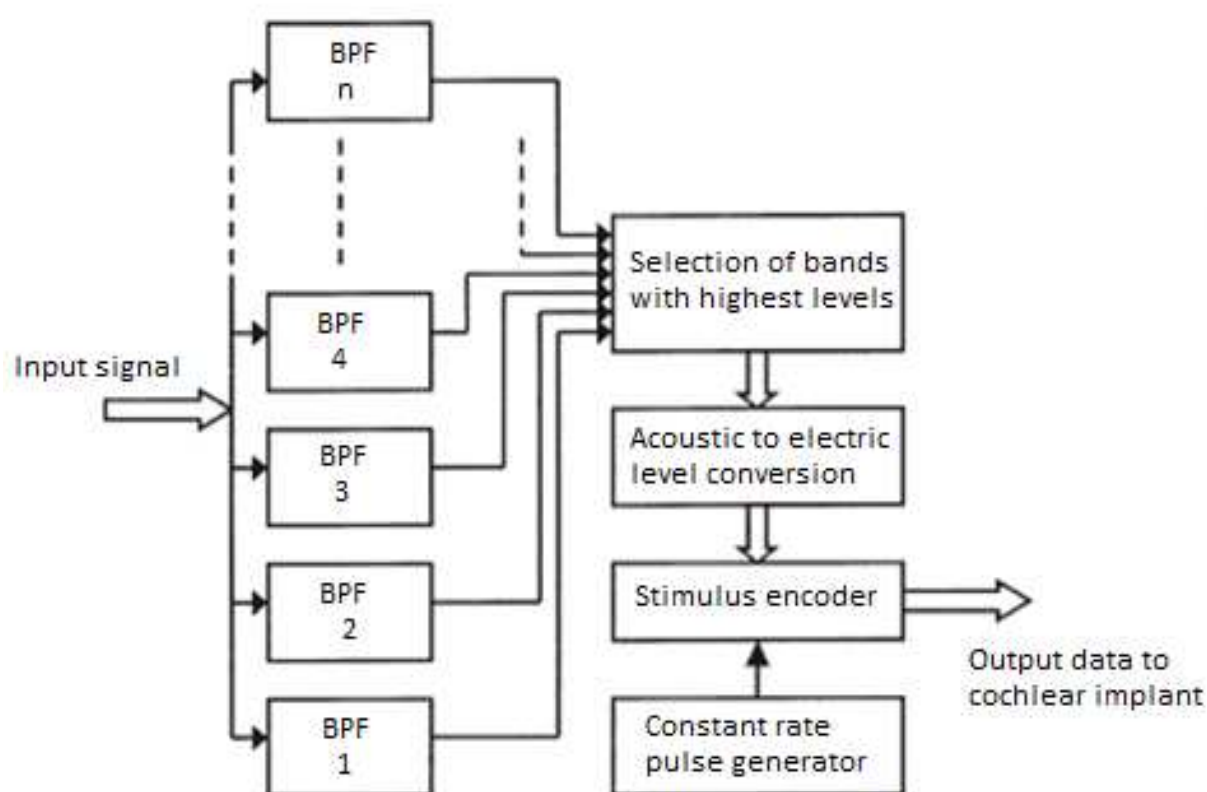 BPF
n
Selection of bands
with highest levels
BPF
4
Input signal
Acoustic to electric
level conversion
BPF
3
BPF
2
Stimulus encoder
Output data to
cochlear implant
BPF
1
Constant rate
pulse generator